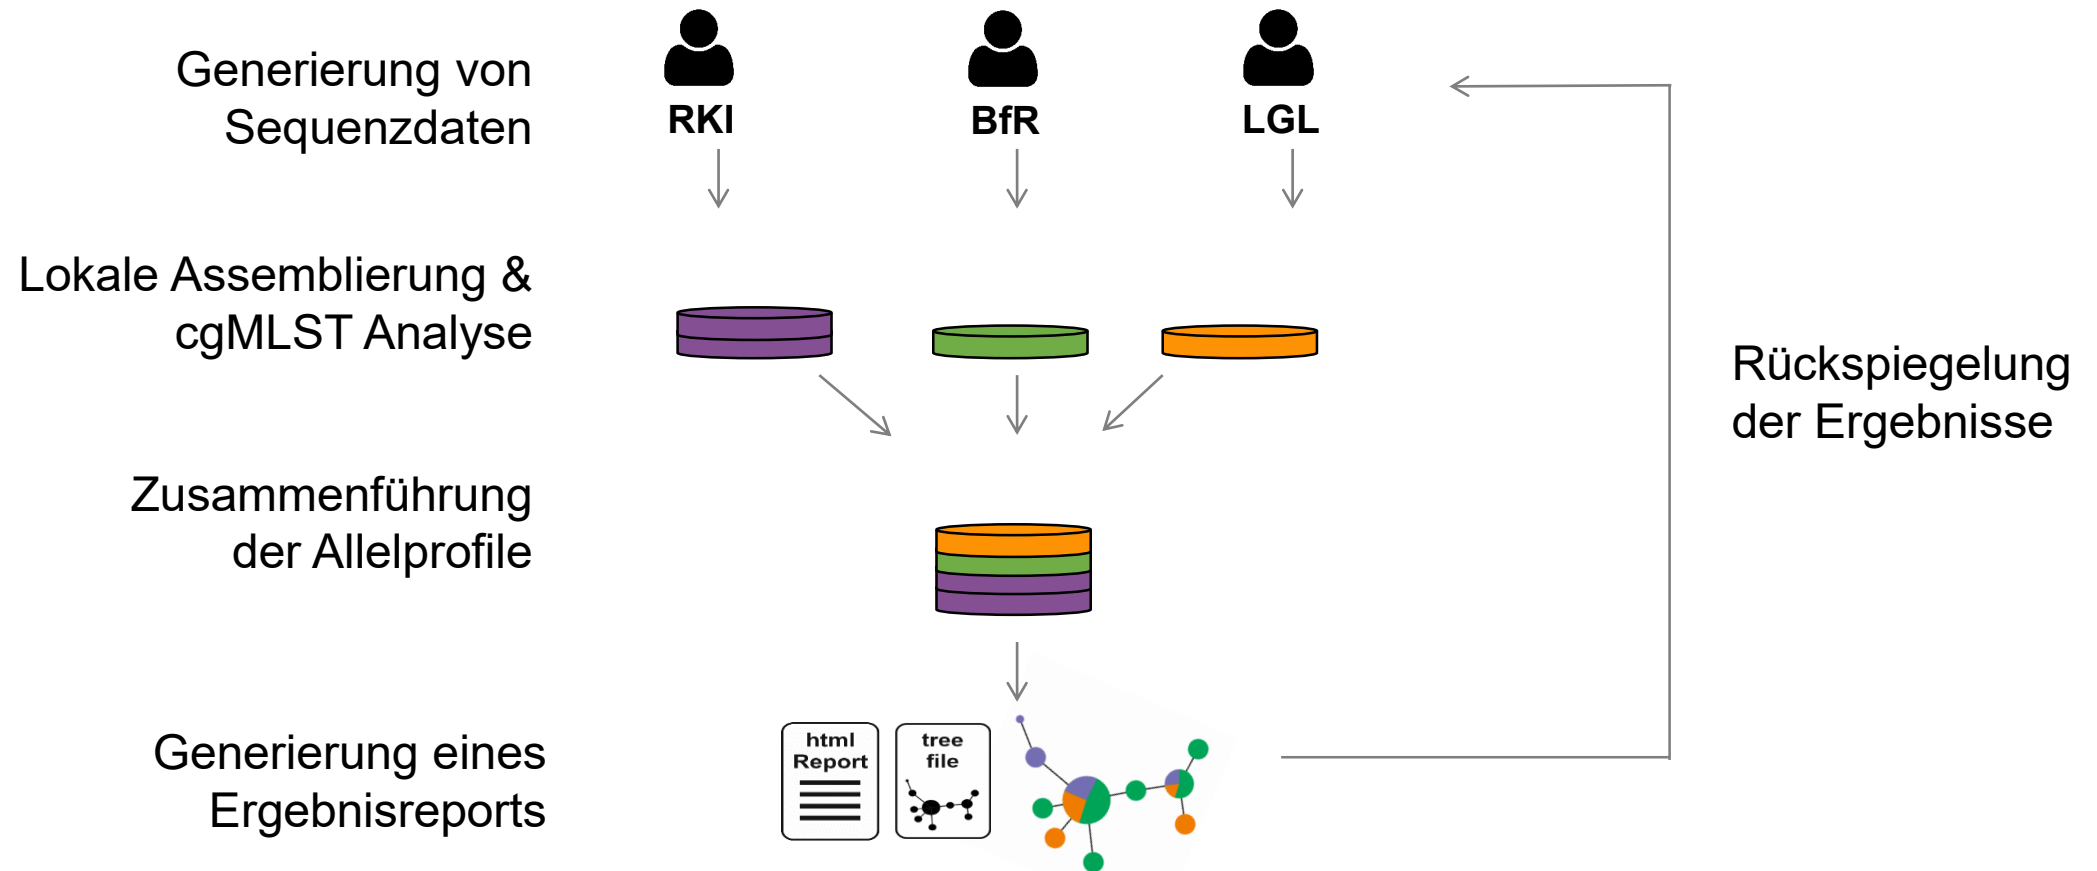 Generierung von
Sequenzdaten
RKI
BfR
LGL
Lokale Assemblierung &
cgMLST Analyse
Rückspiegelung
der Ergebnisse
Zusammenführung
der Allelprofile
Generierung eines
Ergebnisreports
html
Report
tree
file